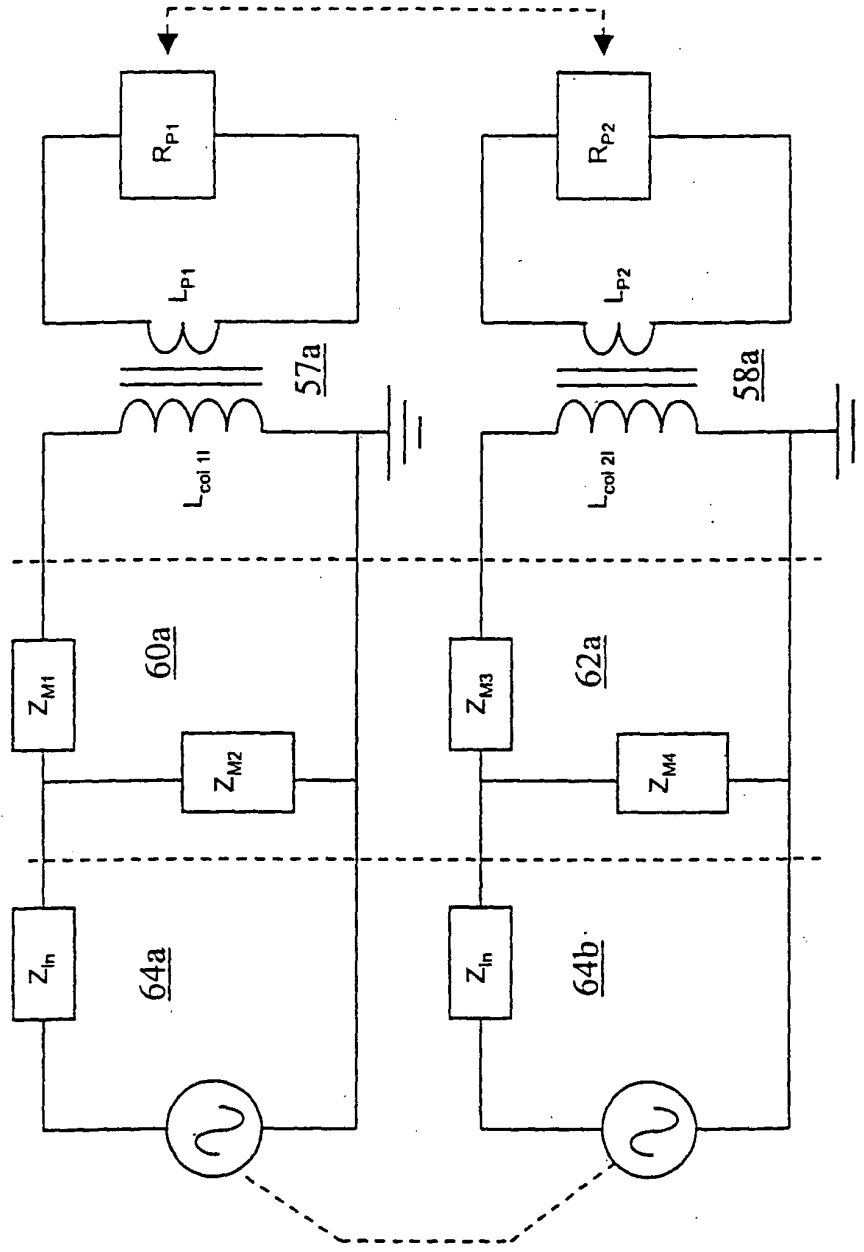 Z_In
64a
Z_M1
60a
Z_M2
L_col 1l
57a
L_P1
R_P1
Z_In
64b
Z_M3
62a
Z_M4
L_col 2l
58a
L_P2
R_P2